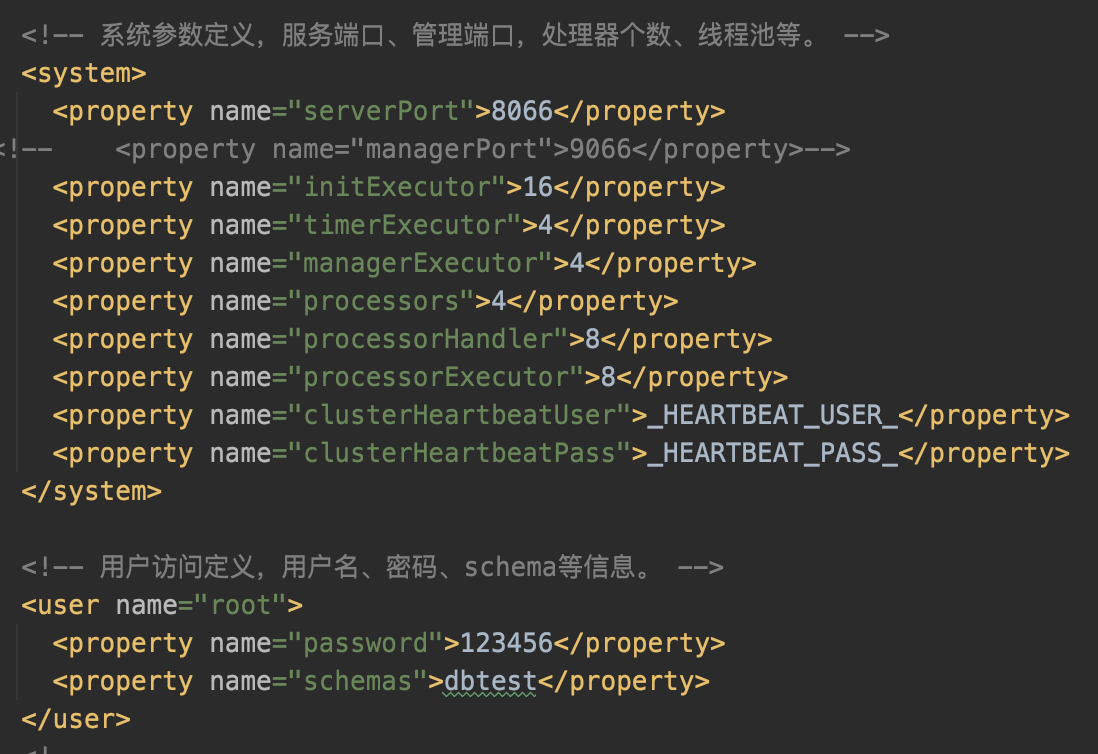 <!-- 系统参数定义，服务端口、管理端口，处理器个数、线程池等。 -->
<system>
<property name="serverPort">8066</property>
<!-- <property name="managerPort">9066</property>-->
<property name="initExecutor">16</property>
<property name="timerExecutor">4</property>
<property name="managerExecutor">4</property>
<property name="processors">4</property>
<property name="processorHandler">8</property>
<property name="processorExecutor">8</property>
<property name="clusterHeartbeatUser">_HEARTBEAT_USER_</property>
<property name="clusterHeartbeatPass">_HEARTBEAT_PASS_</property>
</system>
<!-- 用户访问定义，用户名、密码、schema等信息。 -->
<user name="root">
<property name="password">123456</property>
<property name="schemas">dbtest</property>
</user>